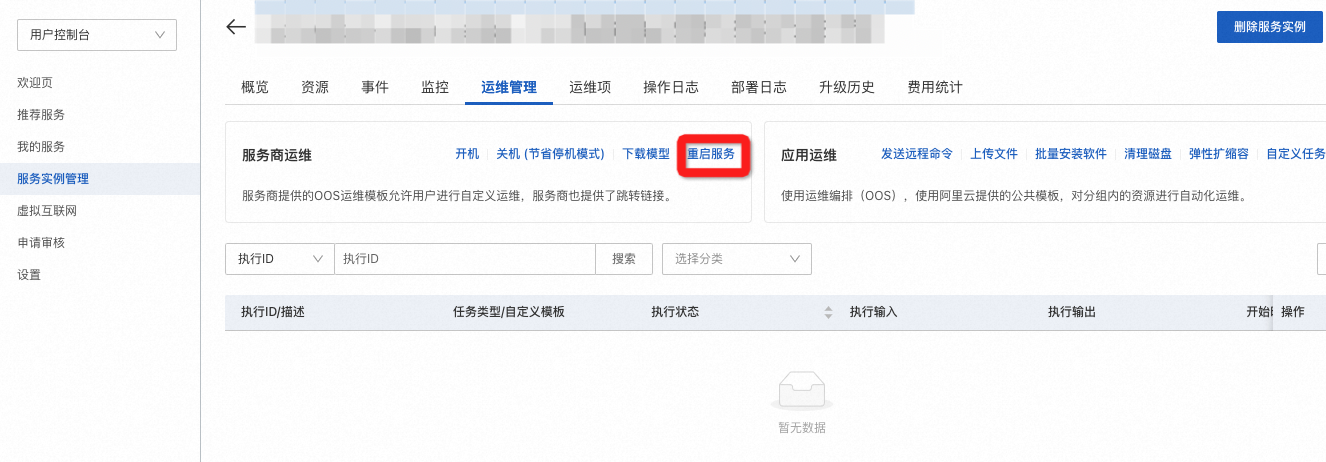 用户控制台
删除服务实例
欢迎页
推荐服务
我的服务
服务实例管理
虚拟互联网
申请审核
设置
概览 资源 事件 监控 运维管理 运维项 操作日志 部署日志 升级历史 费用统计
服务商运维 开机 关机 (节省停机模式) 下载模型 重启服务
服务商提供的OOS运维模板允许用户进行自定义运维，服务商也提供了跳转链接。
应用运维 发送远程命令 上传文件 批量安装软件 清理磁盘 弹性扩缩容 自定义任务
使用运维编排（OOS），使用阿里云提供的公共模板，对分组内的资源进行自动化运维。
执行ID 执行ID 搜索 选择分类
执行ID/描述 任务类型/自定义模板 执行状态 执行输入 执行输出 开始 操作
暂无数据